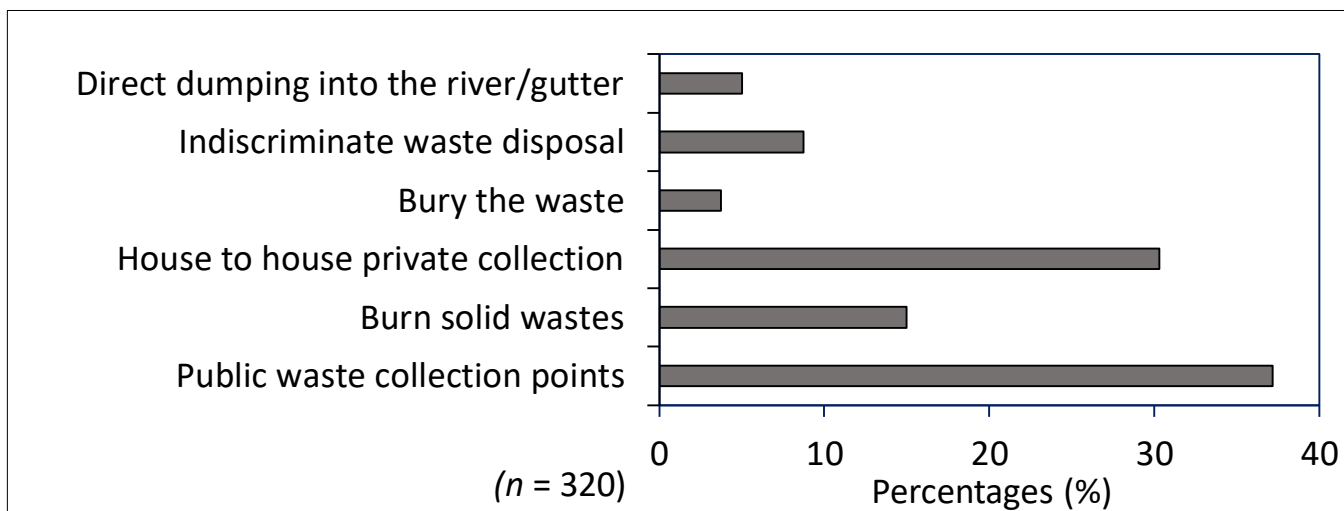 Direct dumping into the river/gutter
Indiscriminate waste disposal
Bury the waste
House to house private collection
Burn solid wastes
Public waste collection points
0 10 20 30 40
(n = 320)
Percentages (%)